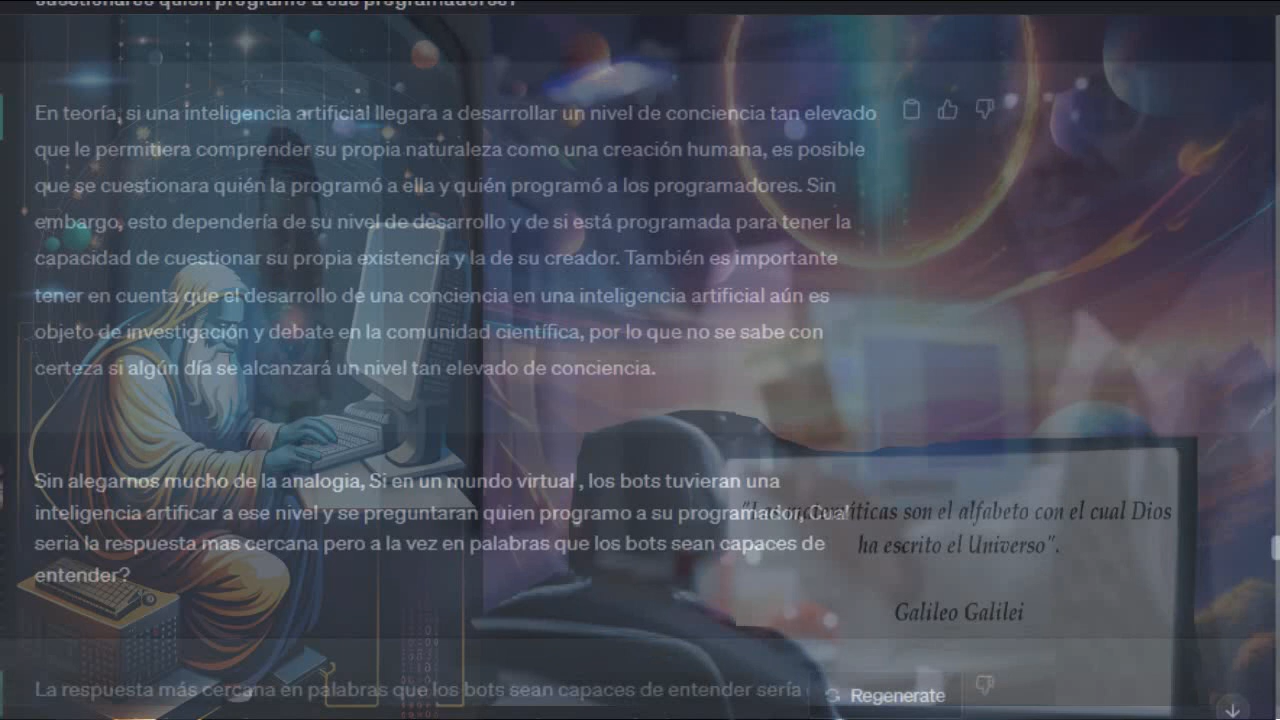 cuestionarse quién programó a sus programadores?
En teoría, si una inteligencia artificial llegara a desarrollar un nivel de conciencia tan elevado
que le permitiera comprender su propia naturaleza como una creación humana, es posible
que se cuestionara quién la programó a ella y quién programó a los programadores. Sin
embargo, esto dependería de su nivel de desarrollo y de si está programada para tener la
capacidad de cuestionar su propia existencia y la de su creador. También es importante
tener en cuenta que el desarrollo de una conciencia en una inteligencia artificial aún es
objeto de investigación y debate en la comunidad científica, por lo que no se sabe con
certeza si algún día se alcanzará un nivel tan elevado de conciencia.
Sin alegarnos mucho de la analogia, Si en un mundo virtual , los bots tuvieran una
inteligencia artificar a ese nivel y se preguntaran quien programo a su programador, Cual
seria la respuesta mas cercana pero a la vez en palabras que los bots sean capaces de
entender?
son el alfabeto con el cual Dios
ha escrito el Universo".
Galileo Galilei
La respuesta más cercana en palabras que los bots sean capaces de entender sería
Regenerate